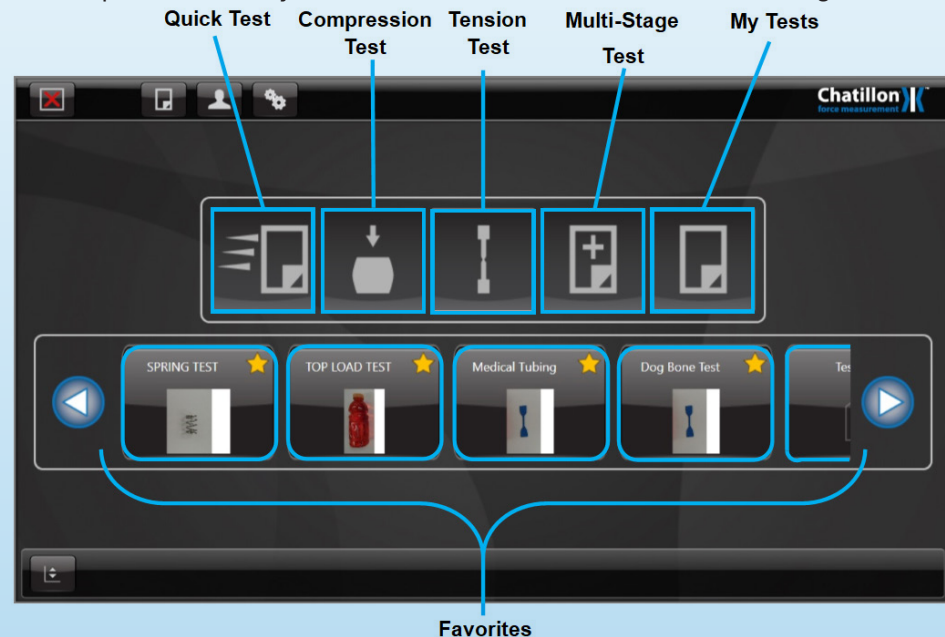 Quick Test
Compression
Test
Tension
Test
Multi-Stage
Test
My Tests
Chatillon
force measurement
SPRING TEST
TOP LOAD TEST
Medical Tubing
Dog Bone Test
Favorites